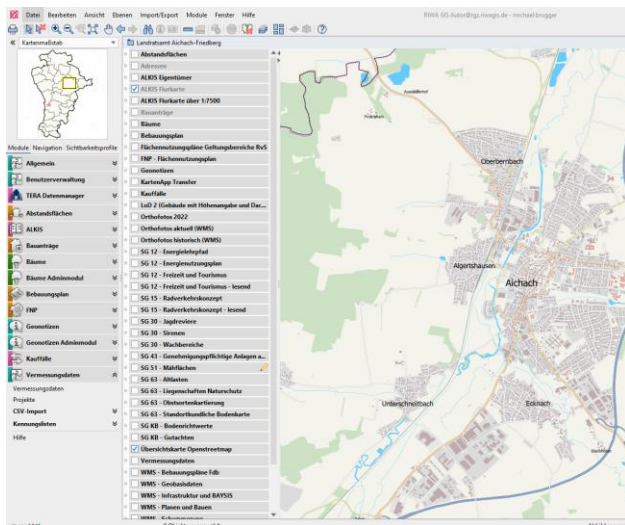 Datei Bearbeiten Ansicht Ebenen Import/Export Module Fenster Hilfe
RIWA GIS-Autor@rgz.riwagis.net - michael.brugger
Kartenmaßstab
Landratsamt Aichach-Friedberg
Module Navigation Sichtbarkeitsprofile
Allgemein
Benutzerverwaltung
TERA Datenmanager
Abstandsflächen
ALKIS
Bauanträge
Bäume
Bäume Adminmodul
Bebauungsplan
FNP
Geonotizen
Geonotizen Adminmodul
Kauffälle
Vermessungsdaten
Vermessungsdaten
Projekte
CSV-Import
Kennungslisten
Hilfe
Abstandsflächen
Adressen
ALKIS Eigentümer
ALKIS Flurkarte
ALKIS Flurkarte über 1:7500
Bauanträge
Bäume
Bebauungsplan
Flächennutzungspläne Geltungsbereiche RvS
FNP - Flächennutzungsplan
Geonotizen
KartenApp Transfer
Kauffälle
LoD 2 (Gebäude mit Höhenangabe und Dac...
Orthofotos 2022
Orthofotos aktuell (WMS)
Orthofotos historisch (WMS)
SG 12 - Energielehrpfad
SG 12 - Energienutzungsplan
SG 12 - Freizeit und Tourismus
SG 12 - Freizeit und Tourismus - lesend
SG 15 - Radverkehrskonzept
SG 15 - Radverkehrskonzept - lesend
SG 30 - Jagdreviere
SG 30 - Sirenen
SG 30 - Wachbereiche
SG 43 - Genehmigungspflichtige Anlagen a...
SG 51 - Mähflächen
SG 63 - Altlasten
SG 63 - Liegenschaften Naturschutz
SG 63 - Obstsortenkartierung
SG 63 - Standortkundliche Bodenkarte
SG KB - Bodenrichtwerte
SG KB - Gutachten
Übersichtskarte Openstreetmap
Vermessungsdaten
WMS - Bebauungspläne Fdb
WMS - Geobasisdaten
WMS - Infrastruktur und BAYSIS
WMS - Planen und Bauen
Oberbernbach
Algertshausen
Aichach
Unterschneitbach
Ecknach